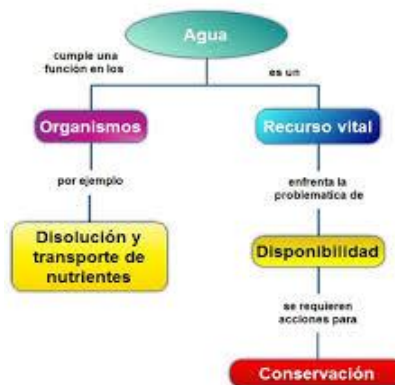 Agua
cumple una
función en los
es un
Organismos
Recurso vital
por ejemplo
enfrenta la
problematica de
Disolución y
transporte de
nutrientes
Disponibilidad
se requieren
acciones para
Conservación